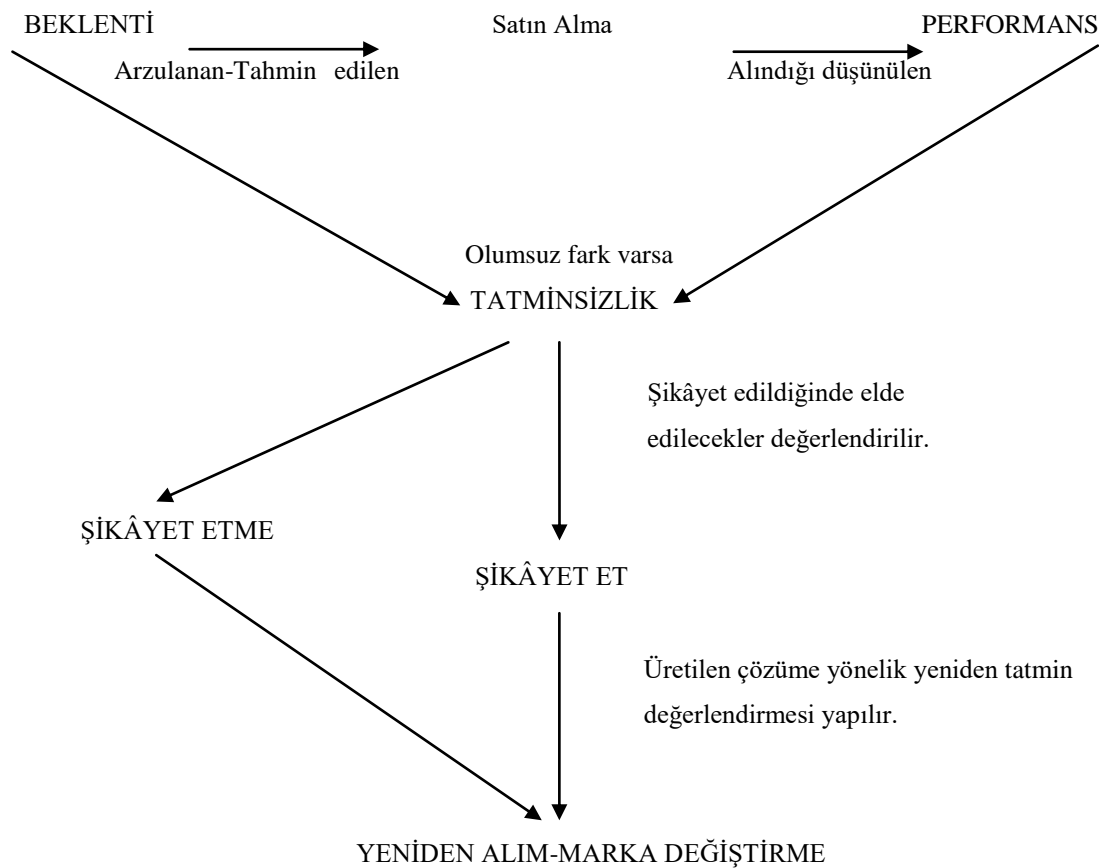 BEKLENTİ Satın Alma PERFORMANS
Arzulanan-Tahmin edilen Alındığı düşünülen
Olumsuz fark varsa
TATMİNSİZLİK
Şikâyet edildiğinde elde
edilecekler değerlendirilir.
ŞİKÂYET ETME
ŞİKÂYET ET
Üretilen çözüme yönelik yeniden tatmin
değerlendirmesi yapılır.
YENİDEN ALIM-MARKA DEĞİŞTİRME